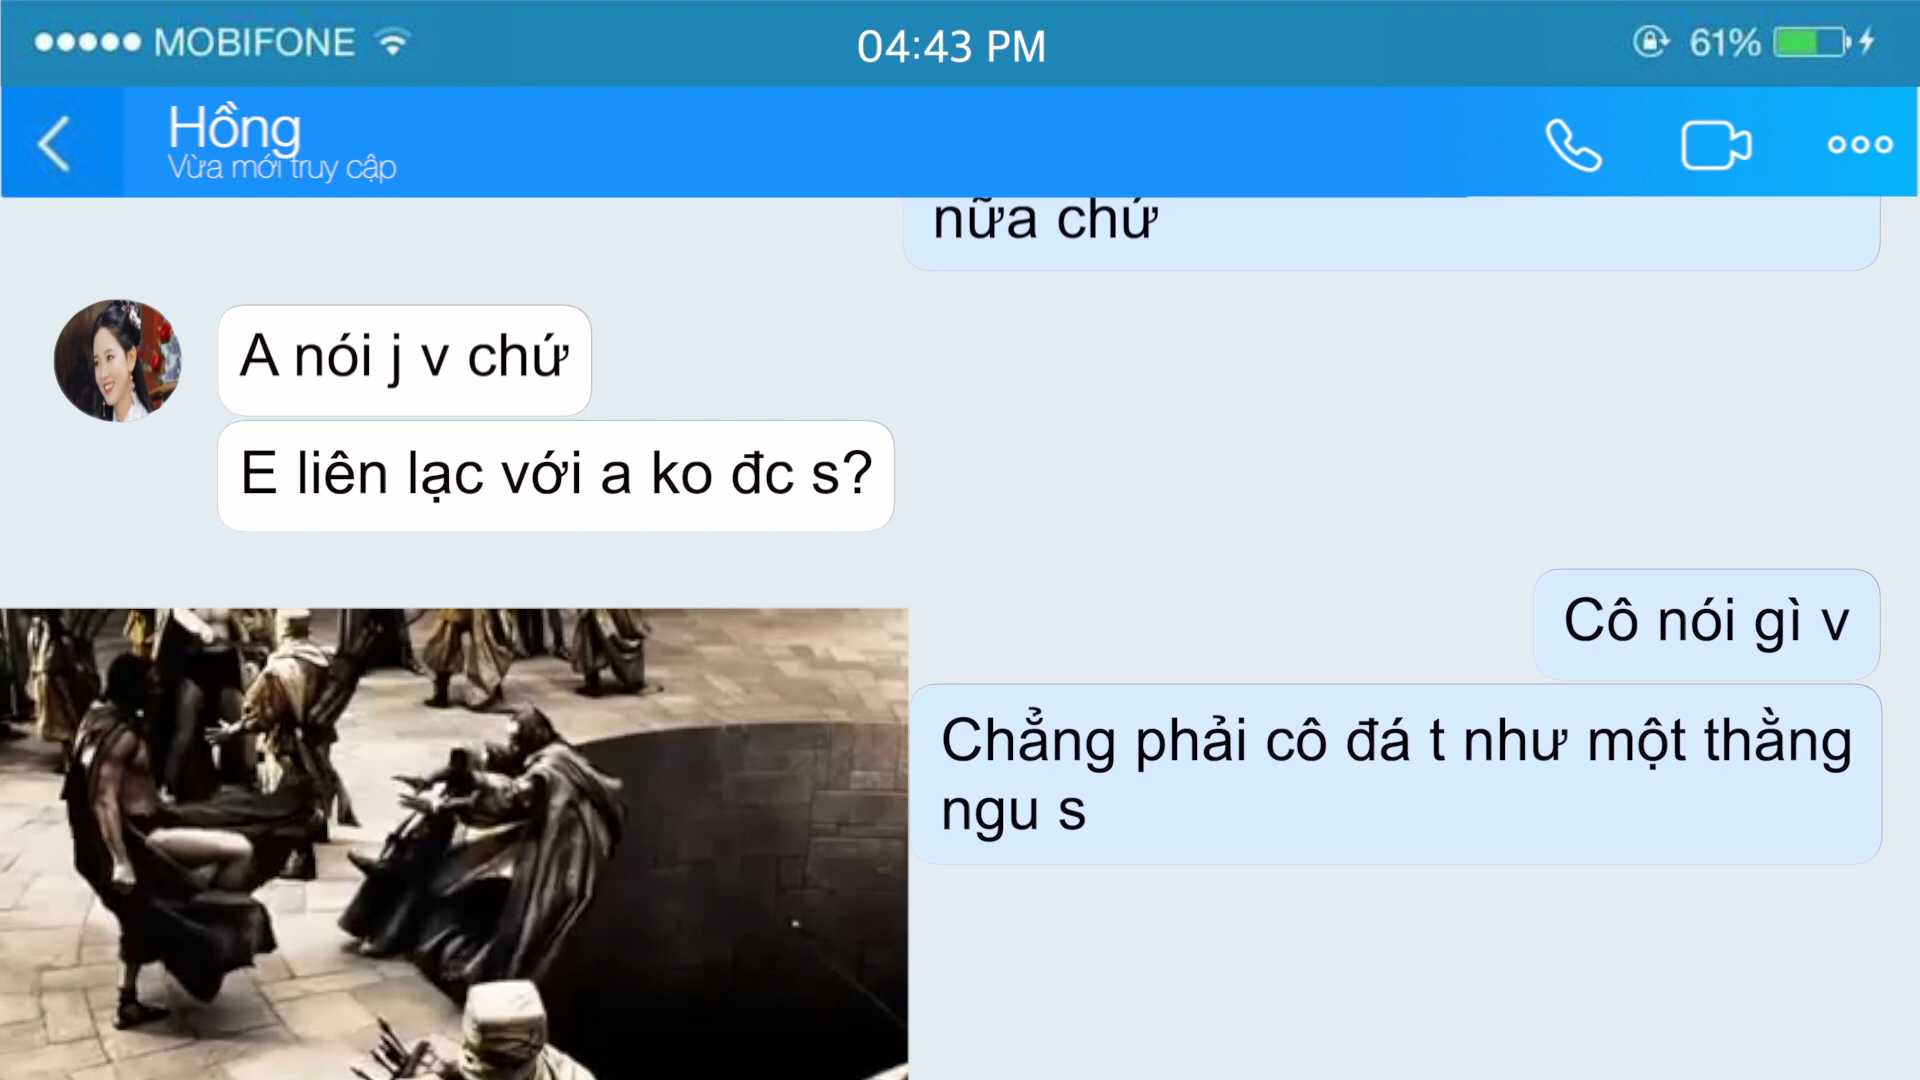 MOBIFONE
04:43 PM
61%
Hồng
Vừa mới truy cập
nữa chứ
A nói j v chứ
E liên lạc với a ko đc s?
Cô nói gì v
Chẳng phải cô đá t như một thằng
ngu s